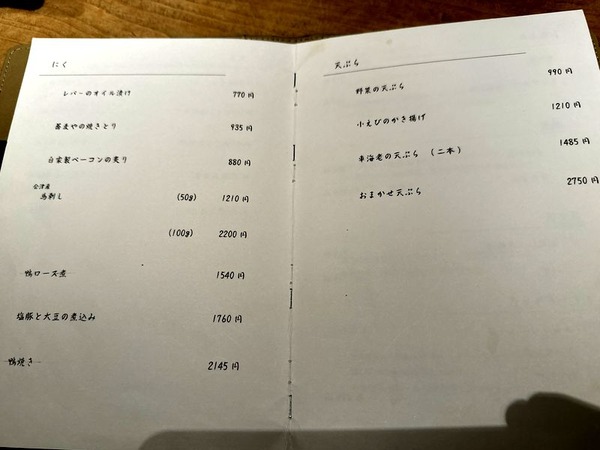 にく
レバーのオイル漬け 770円
蕎麦やの焼きとり 935円
自家製ベーコンの炙り 880円
会津産
馬刺し (50g) 1210円
(100g) 2200円
鴨ロース煮 1540円
塩豚と大豆の煮込み 1760円
鴨焼き 2145円
天ぷら
野菜の天ぷら 990円
小えびのかき揚げ 1210円
車海老の天ぷら (二本) 1485円
おまかせ天ぷら 2750円